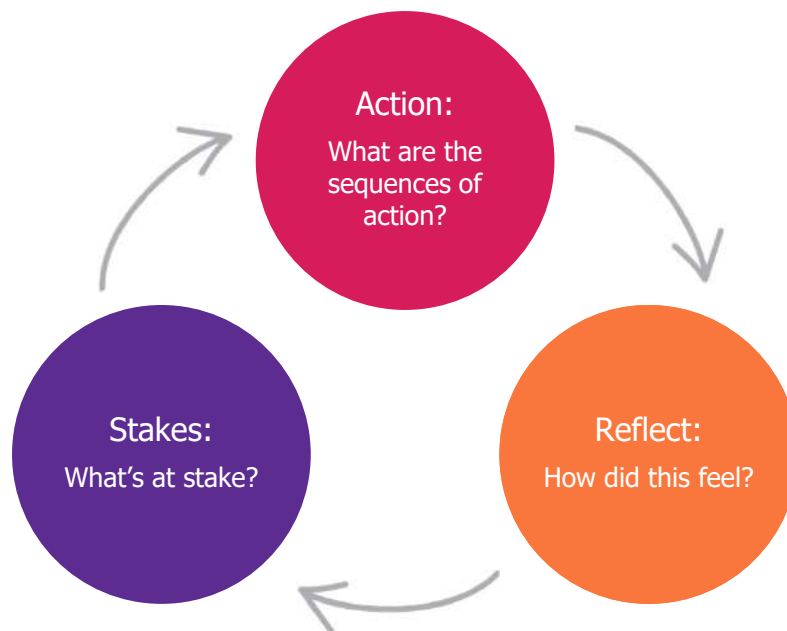 Action:
What are the
sequences of
action?
Stakes:
What’s at stake?
Reflect:
How did this feel?